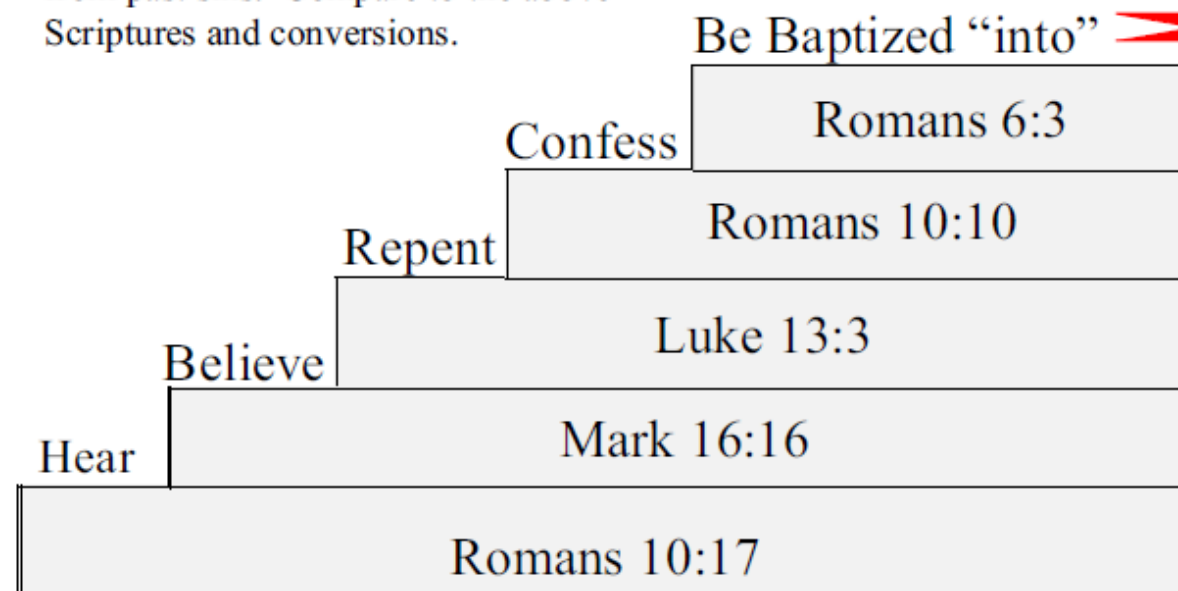 Scriptures and conversions.
Be Baptized “into”
Romans 6:3
Confess
Romans 10:10
Repent
Luke 13:3
Believe
Mark 16:16
Hear
Romans 10:17